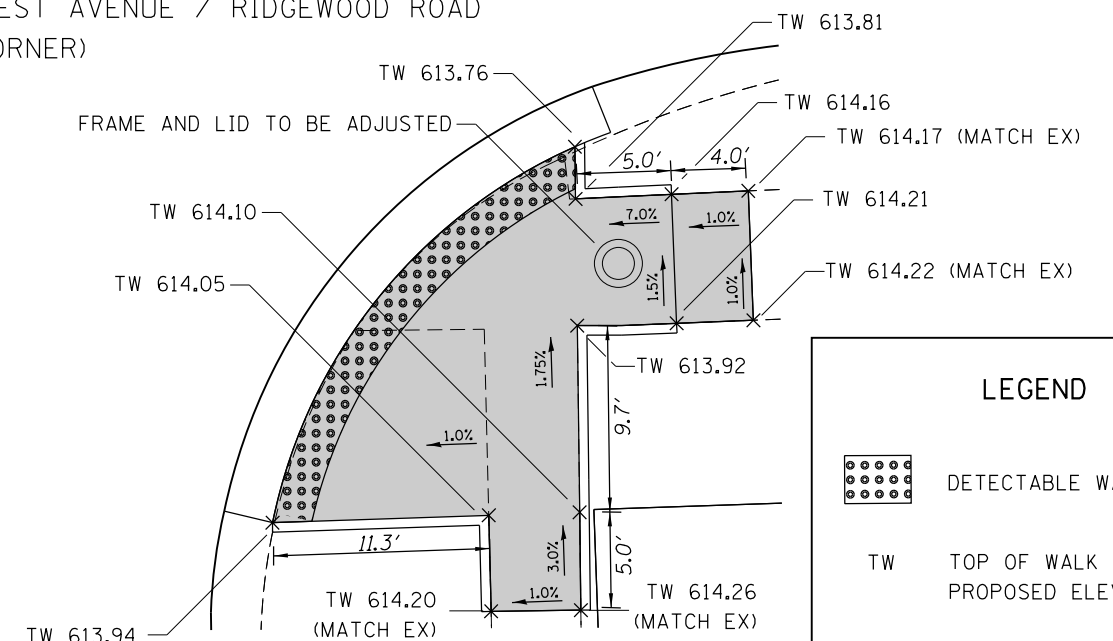 EST AVENUE / RIDGEWOOD ROAD
ORNER)
TW 613.81
TW 613.76
TW 614.16
FRAME AND LID TO BE ADJUSTED
TW 614.17 (MATCH EX)
5.0'
4.0'
TW 614.10
7.0%
1.0%
TW 614.21
TW 614.05
1.5%
1.0%
TW 614.22 (MATCH EX)
1.75%
TW 613.92
9.7'
1.0%
11.3'
3.0%
5.0'
1.0%
TW 614.20
(MATCH EX)
TW 614.26
(MATCH EX)
TW 613.94
LEGEND
DETECTABLE WA
TW TOP OF WALK
PROPOSED ELEV